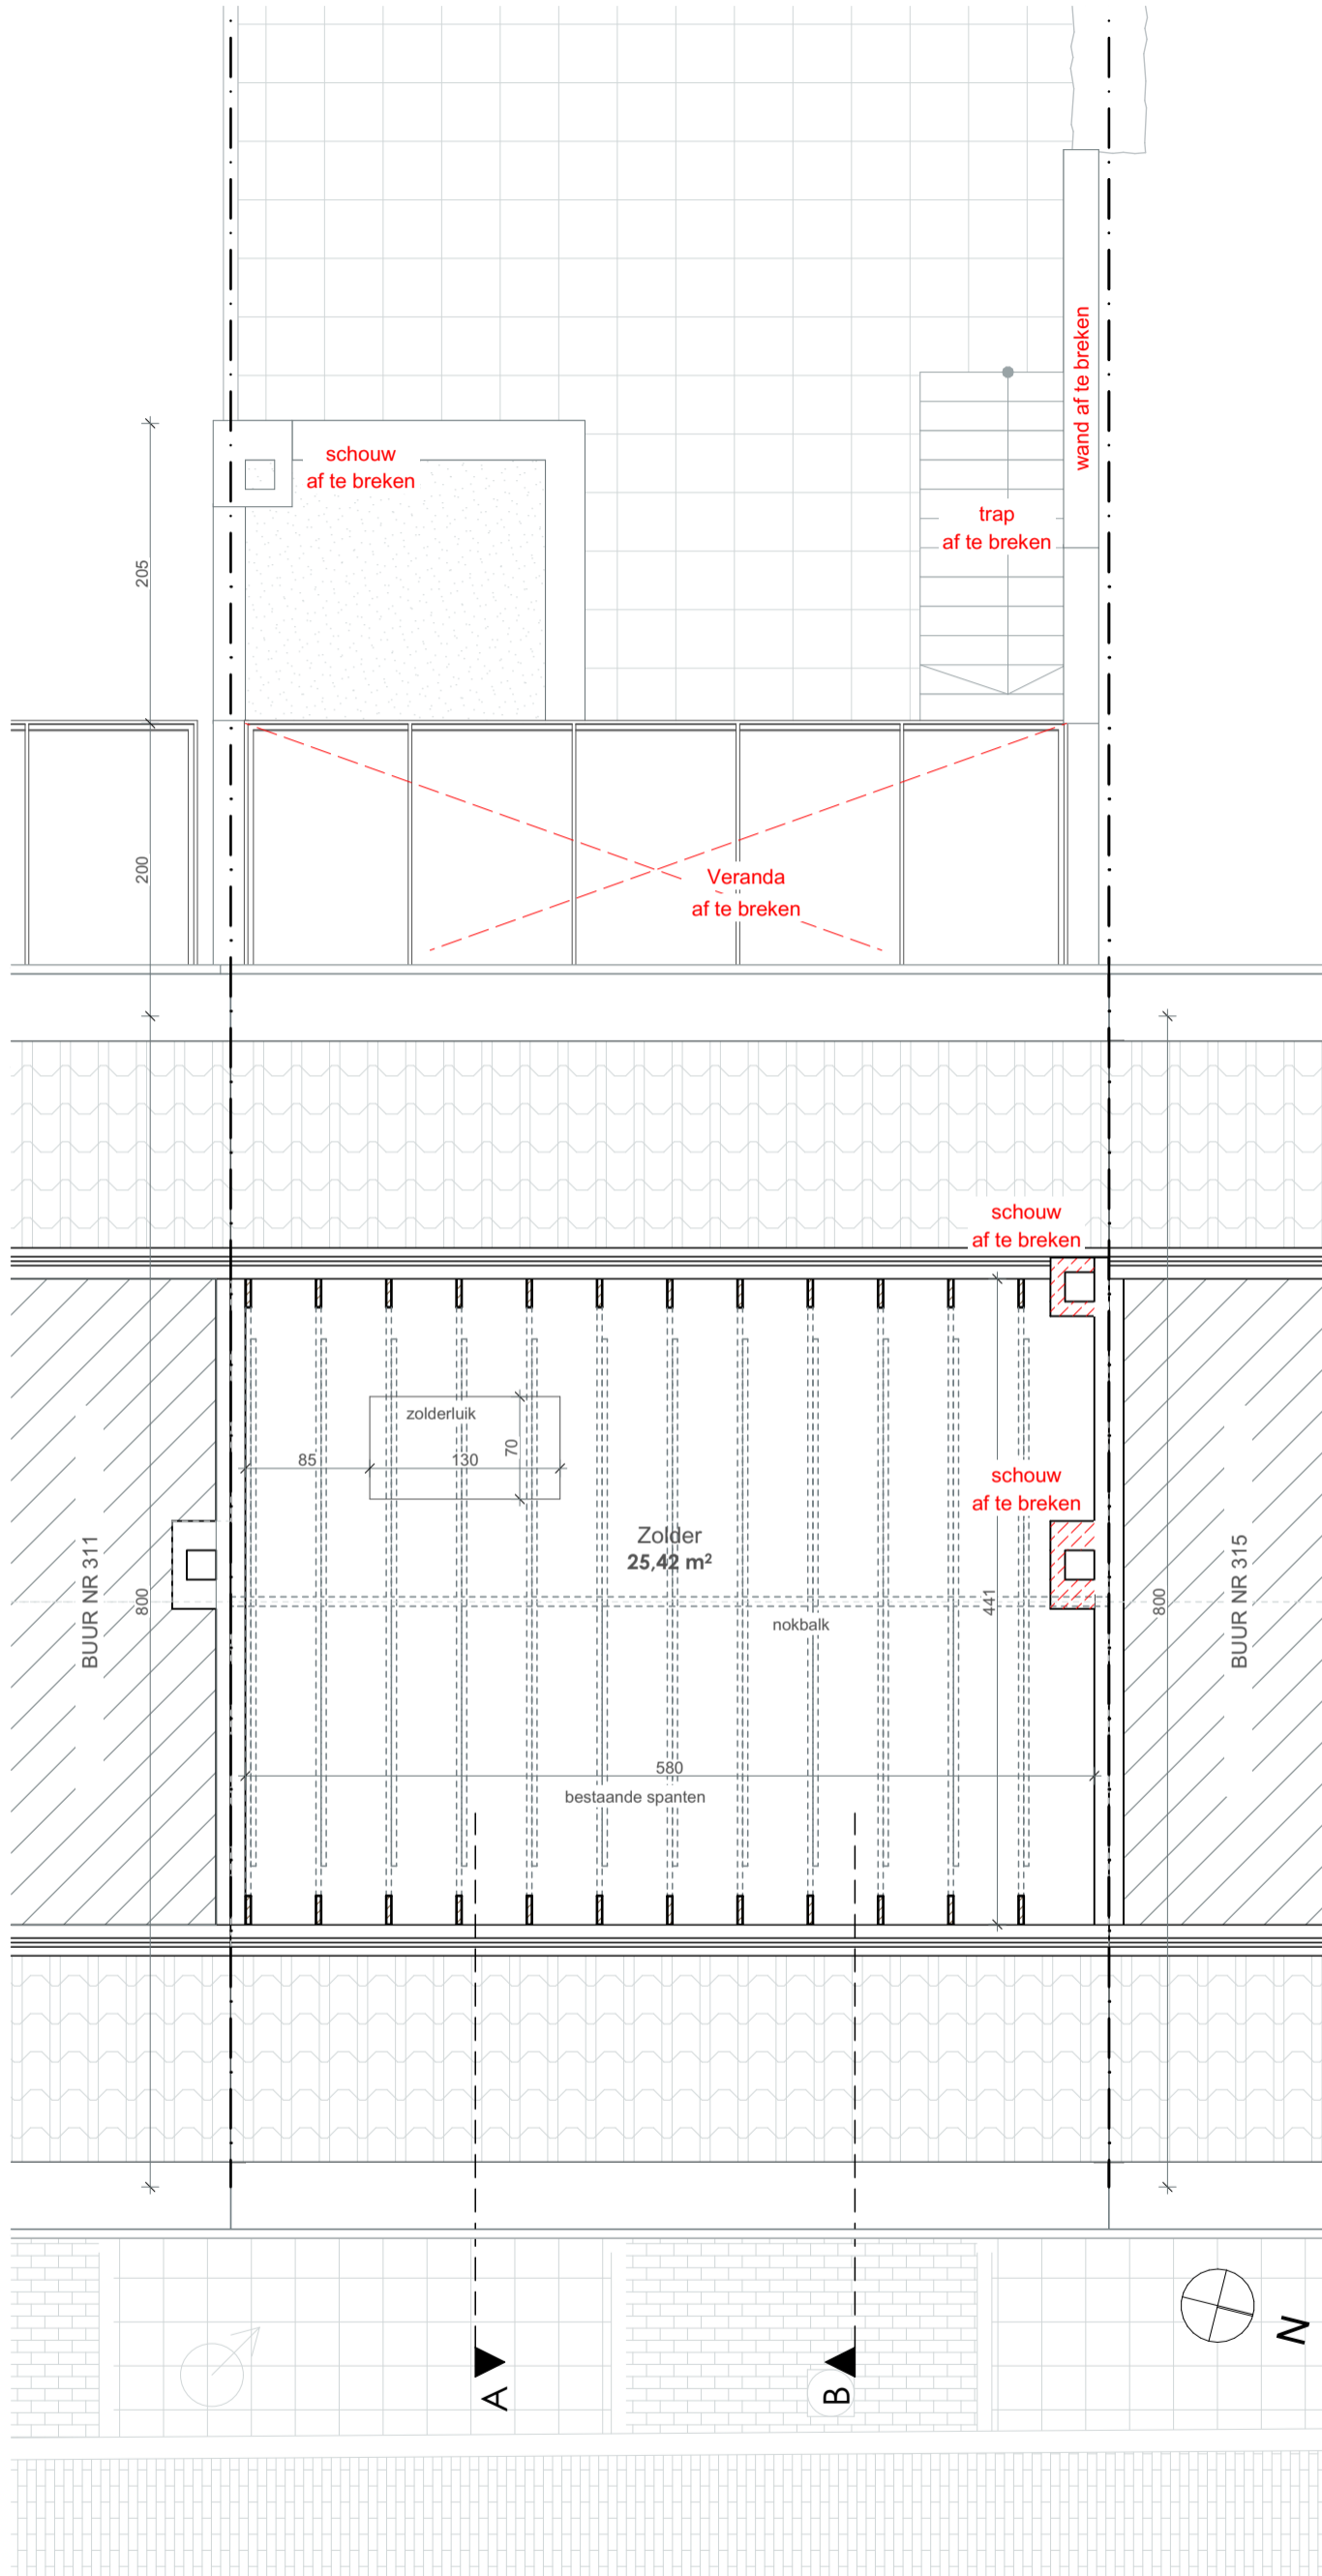 wand af te breken
schouw
af te breken
trap
af te breken
205
200
Veranda
af te breken
schouw
af te breken
zolderluik
85
130
70
schouw
af te breken
Zolder
25,42 m²
BUUR NR 311
800
nokbalk
441
800
BUUR NR 315
580
bestaande spanten
N
A
B